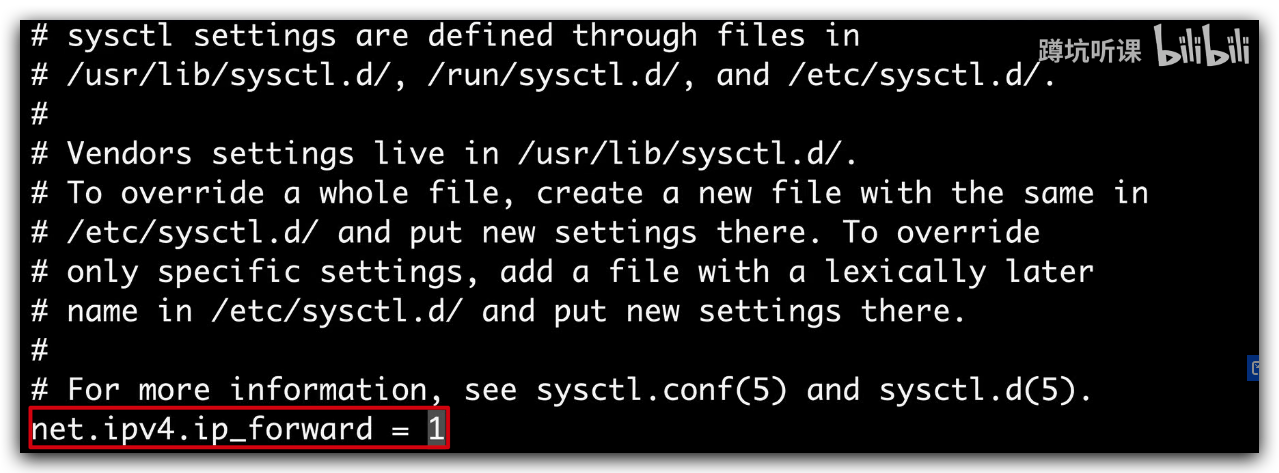 # sysctl settings are defined through files in
蹲坑听课 bilibili
# /usr/lib/sysctl.d/, /run/sysctl.d/, and /etc/sysctl.d/.
#
# Vendors settings live in /usr/lib/sysctl.d/.
# To override a whole file, create a new file with the same in
# /etc/sysctl.d/ and put new settings there. To override
# only specific settings, add a file with a lexically later
# name in /etc/sysctl.d/ and put new settings there.
#
# For more information, see sysctl.conf(5) and sysctl.d(5).
net.ipv4.ip_forward = 1